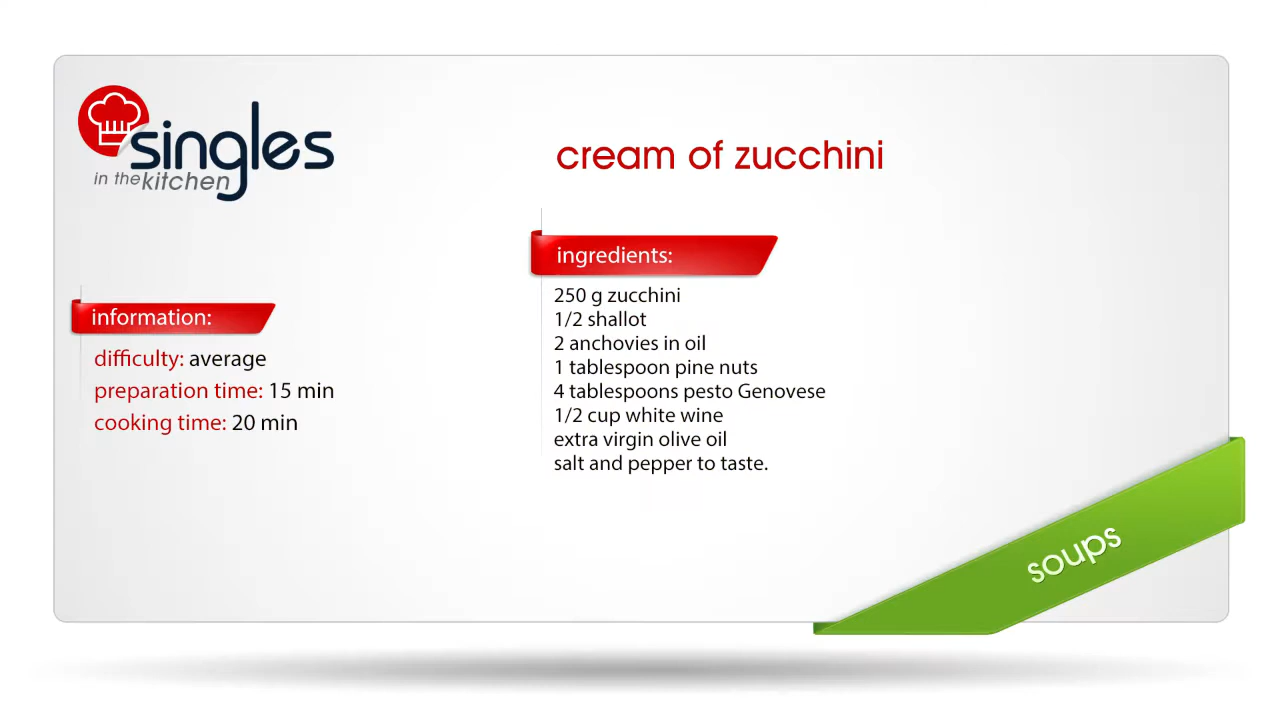 singles
in the kitchen
cream of zucchini
information:
difficulty: average
preparation time: 15 min
cooking time: 20 min
ingredients:
250 g zucchini
1/2 shallot
2 anchovies in oil
1 tablespoon pine nuts
4 tablespoons pesto Genovese
1/2 cup white wine
extra virgin olive oil
salt and pepper to taste.
soups